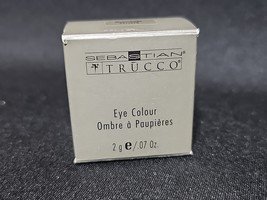 SEBASTIAN
TRUCCO®
Eye Colour
Ombre à Paupières
2 g e /.07 Oz.